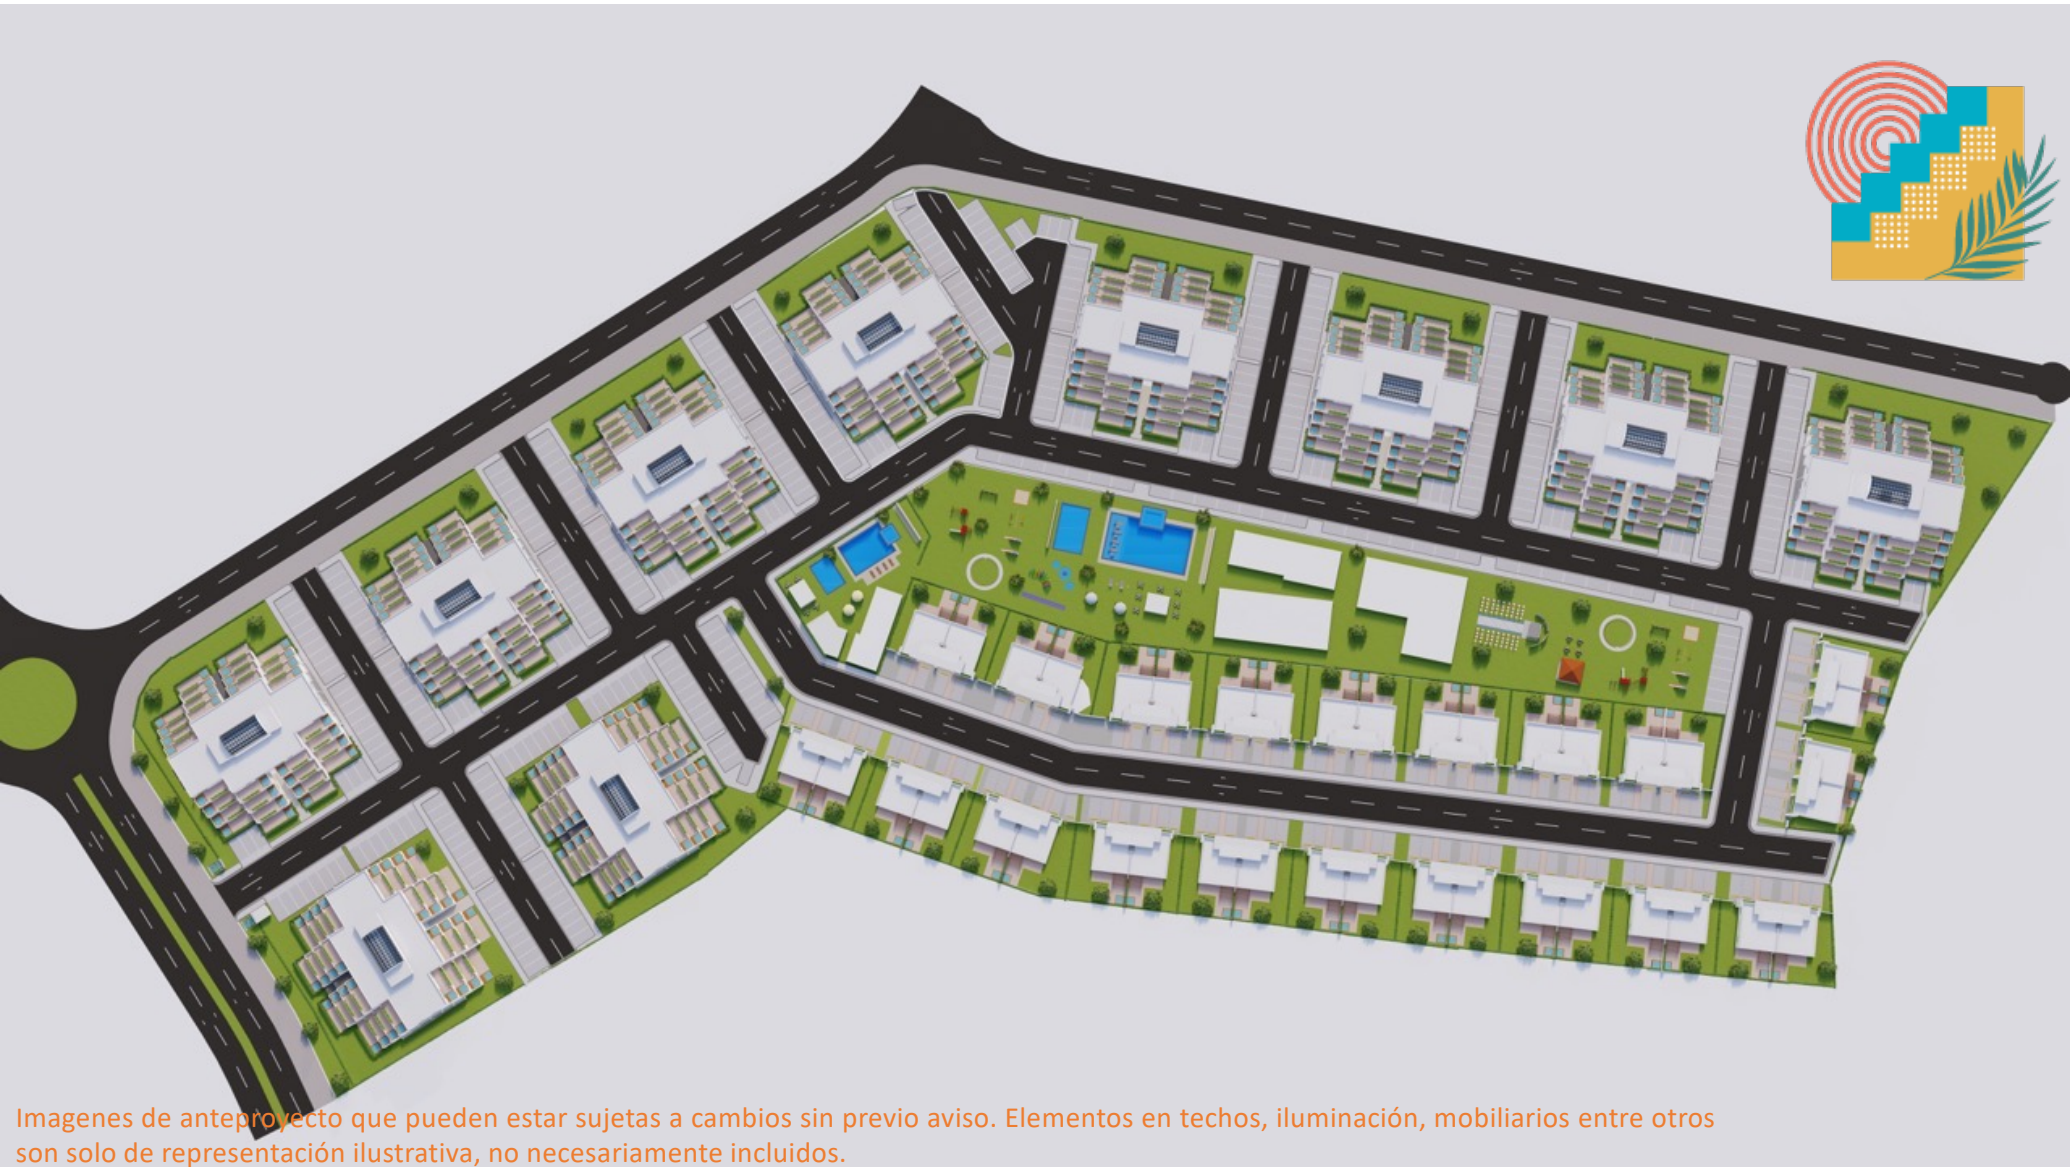 Imagenes de anteproyecto que pueden estar sujetas a cambios sin previo aviso. Elementos en techos, iluminación, mobiliarios entre otros
son solo de representación ilustrativa, no necesariamente incluidos.